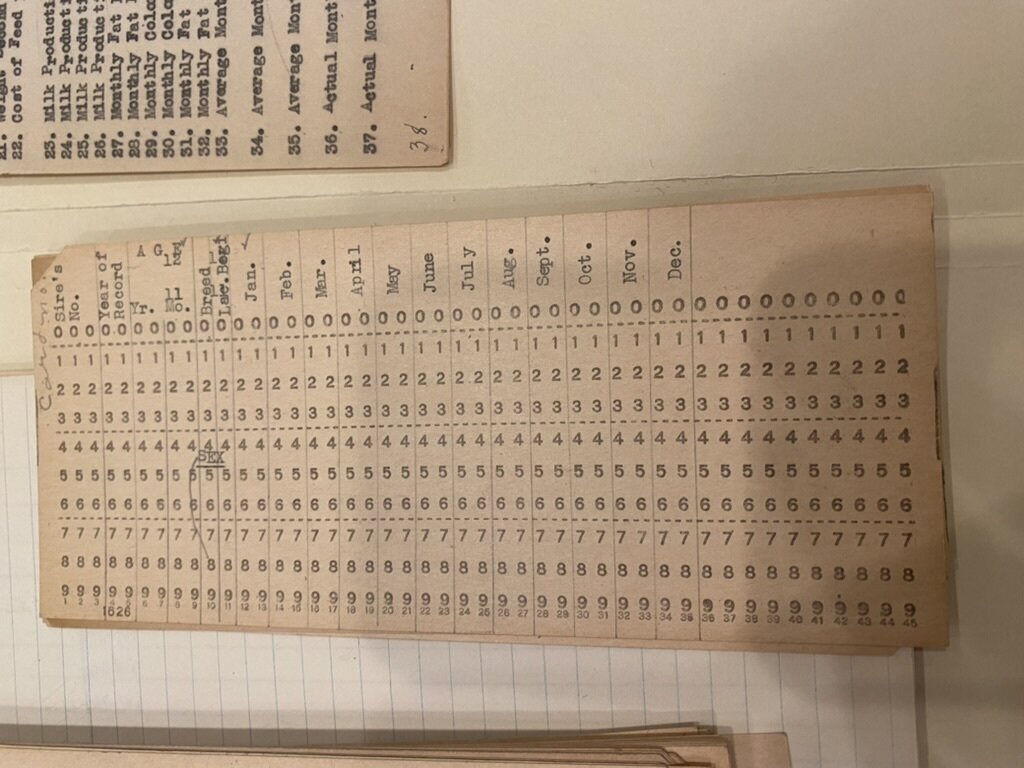 22. Cost of Feed
23. Milk Producti
24. Milk Producti
25. Milk Producti
26. Milk Producti
27. Monthly Fat
28. Monthly Fat
29. Monthly Colo
30. Monthly Colo
31. Monthly Fat
32. Monthly Fat
33. Average Mont
34. Average Mont
35. Average Mont
36. Actual Mont
37. Actual Mont
38.
Card no.
Sire's No.
Year of Record
A G
Yr.
Breed
Lac. Begi
Jan.
Feb.
Mar.
April
May
June
July
Aug.
Sept.
Oct.
Nov.
Dec.
0 0 0 0 0 0 0 0 0 0 0 0 0 0 0 0 0 0 0 0 0 0 0 0 0 0 0 0 0 0 0 0 0 0 0 0 0 0 0 0 0 0 0 0 0
1 1 1 1 1 1 1 1 1 1 1 1 1 1 1 1 1 1 1 1 1 1 1 1 1 1 1 1 1 1 1 1 1 1 1 1 1 1 1 1 1 1 1 1 1
2 2 2 2 2 2 2 2 2 2 2 2 2 2 2 2 2 2 2 2 2 2 2 2 2 2 2 2 2 2 2 2 2 2 2 2 2 2 2 2 2 2 2 2 2
3 3 3 3 3 3 3 3 3 3 3 3 3 3 3 3 3 3 3 3 3 3 3 3 3 3 3 3 3 3 3 3 3 3 3 3 3 3 3 3 3 3 3 3 3
4 4 4 4 4 4 4 4 4 4 4 4 4 4 4 4 4 4 4 4 4 4 4 4 4 4 4 4 4 4 4 4 4 4 4 4 4 4 4 4 4 4 4 4 4
SEX
5 5 5 5 5 5 5 5 5 5 5 5 5 5 5 5 5 5 5 5 5 5 5 5 5 5 5 5 5 5 5 5 5 5 5 5 5 5 5 5 5 5 5 5 5
6 6 6 6 6 6 6 6 6 6 6 6 6 6 6 6 6 6 6 6 6 6 6 6 6 6 6 6 6 6 6 6 6 6 6 6 6 6 6 6 6 6 6 6 6
7 7 7 7 7 7 7 7 7 7 7 7 7 7 7 7 7 7 7 7 7 7 7 7 7 7 7 7 7 7 7 7 7 7 7 7 7 7 7 7 7 7 7 7 7
8 8 8 8 8 8 8 8 8 8 8 8 8 8 8 8 8 8 8 8 8 8 8 8 8 8 8 8 8 8 8 8 8 8 8 8 8 8 8 8 8 8 8 8 8
9 9 9 9 9 9 9 9 9 9 9 9 9 9 9 9 9 9 9 9 9 9 9 9 9 9 9 9 9 9 9 9 9 9 9 9 9 9 9 9 9 9 9 9 9
1 2 3 4 5 6 7 8 9 10 11 12 13 14 15 16 17 18 19 20 21 22 23 24 25 26 27 28 29 30 31 32 33 34 35 36 37 38 39 40 41 42 43 44 45
1626